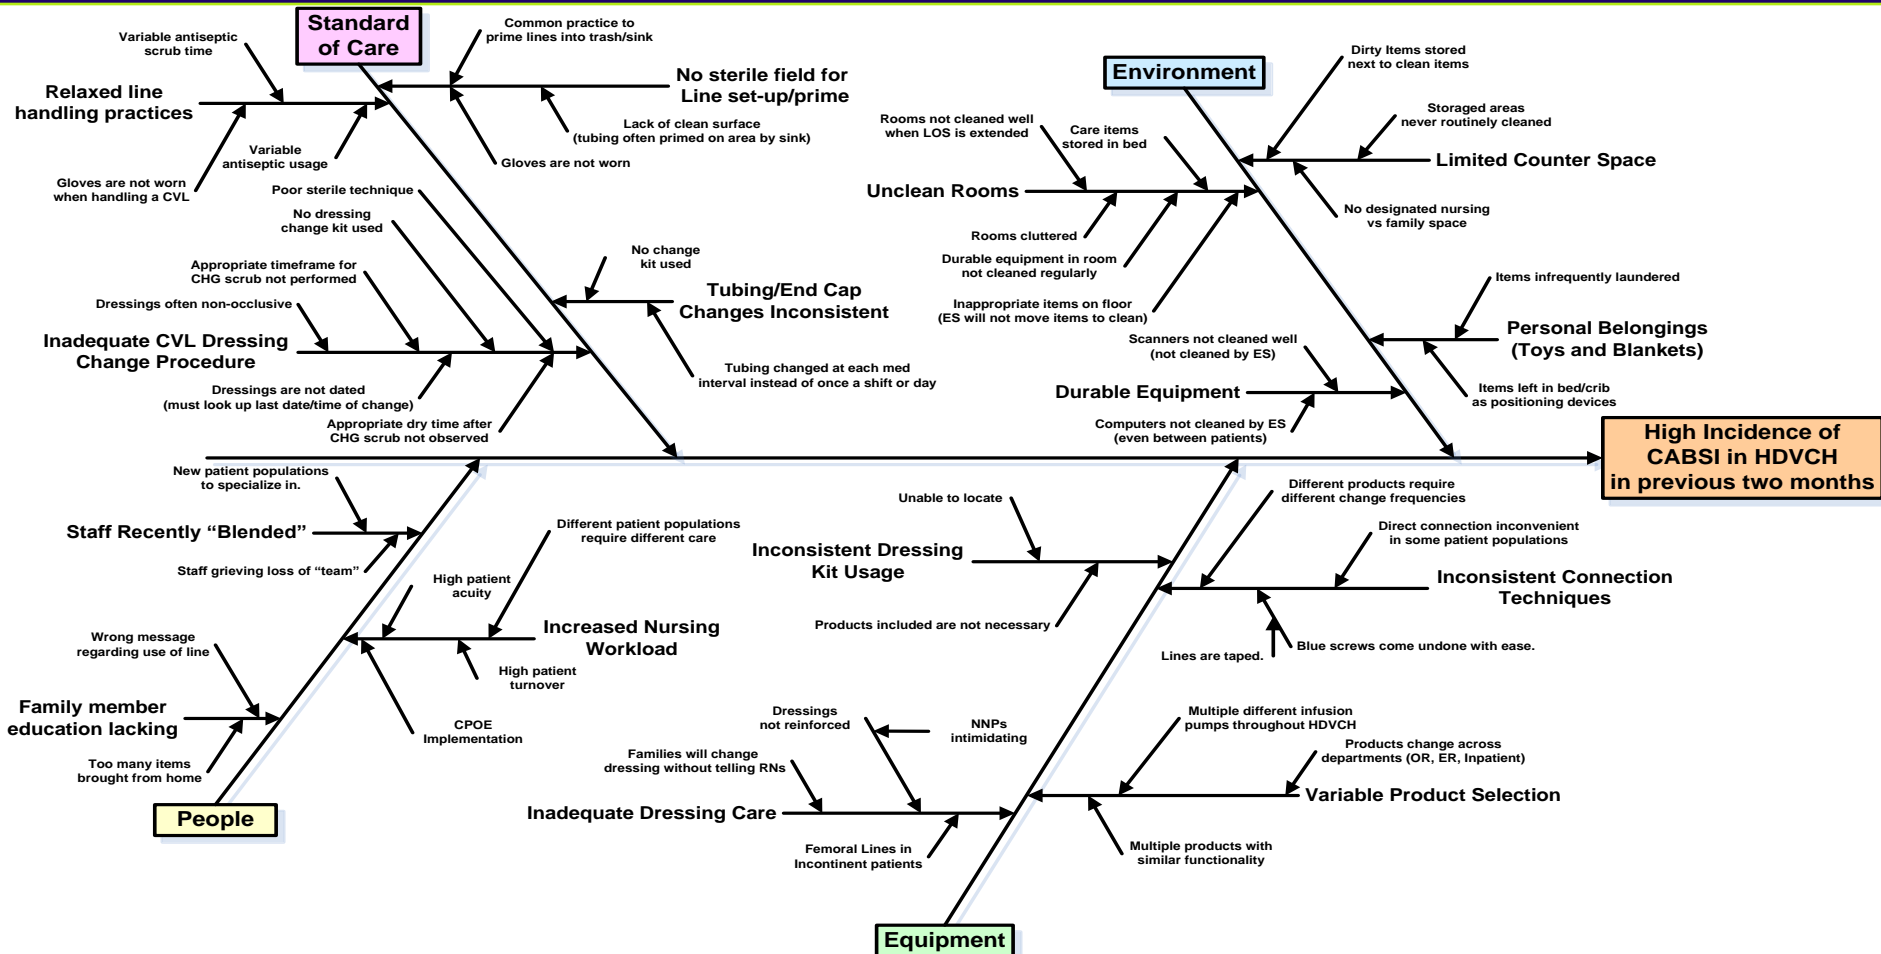 Standard
of Care
Variable antiseptic
scrub time
Common practice to
prime lines into trash/sink
Relaxed line
handling practices
No sterile field for
Line set-up/prime
Lack of clean surface
(tubing often primed on area by sink)
Variable
antiseptic usage
Gloves are not worn
Gloves are not worn
when handling a CVL
Poor sterile technique
No dressing
change kit used
No change
kit used
Appropriate timeframe for
CHG scrub not performed
Tubing/End Cap
Changes Inconsistent
Dressings often non-occlusive
Inadequate CVL Dressing
Change Procedure
Tubing changed at each med
interval instead of once a shift or day
Dressings are not dated
(must look up last date/time of change)
Appropriate dry time after
CHG scrub not observed
Environment
Dirty Items stored
next to clean items
Storaged areas
never routinely cleaned
Rooms not cleaned well
when LOS is extended
Care items
stored in bed
Limited Counter Space
Unclean Rooms
No designated nursing
vs family space
Rooms cluttered
Durable equipment in room
not cleaned regularly
Items infrequently laundered
Inappropriate items on floor
(ES will not move items to clean)
Personal Belongings
(Toys and Blankets)
Scanners not cleaned well
(not cleaned by ES)
Durable Equipment
Items left in bed/crib
as positioning devices
Computers not cleaned by ES
(even between patients)
High Incidence of
CABSI in HDVCH
in previous two months
New patient populations
to specialize in.
Staff Recently “Blended”
Different patient populations
require different care
Staff grieving loss of “team”
High patient
acuity
Increased Nursing
Workload
Wrong message
regarding use of line
High patient
turnover
Family member
education lacking
CPOE
Implementation
Too many items
brought from home
People
Unable to locate
Different products require
different change frequencies
Direct connection inconvenient
in some patient populations
Inconsistent Dressing
Kit Usage
Inconsistent Connection
Techniques
Products included are not necessary
Blue screws come undone with ease.
Lines are taped.
Dressings
not reinforced
NNPs
intimidating
Multiple different infusion
pumps throughout HDVCH
Families will change
dressing without telling RNs
Products change across
departments (OR, ER, Inpatient)
Variable Product Selection
Inadequate Dressing Care
Femoral Lines in
Incontinent patients
Multiple products with
similar functionality
Equipment